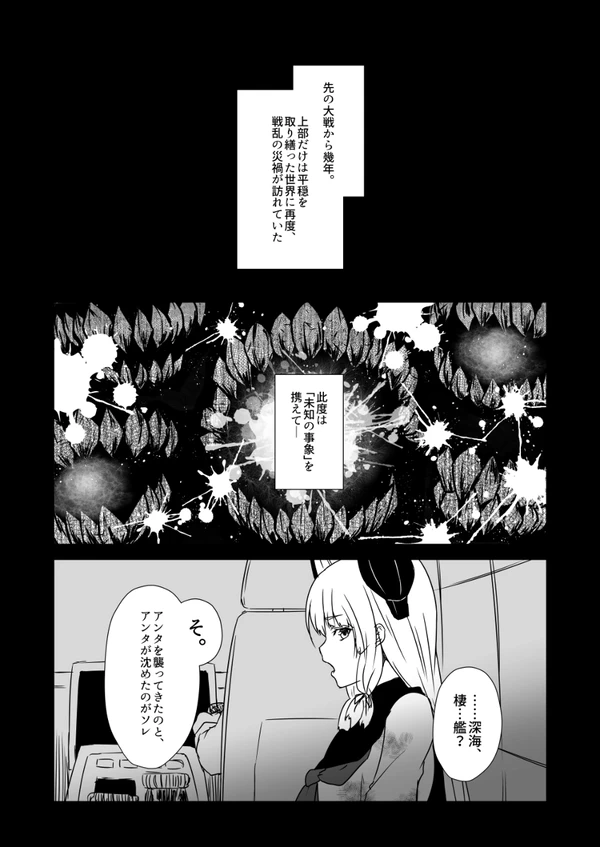 先の大戦から幾年。
上部だけは平穏を
取り繕った世界に再度、
戦乱の災禍が訪れていた
此度は
「未知の事象」を
携えて―
……深海、
棲…艦？
そ。
アンタを襲ってきたのと、
アンタが沈めたのがソレ